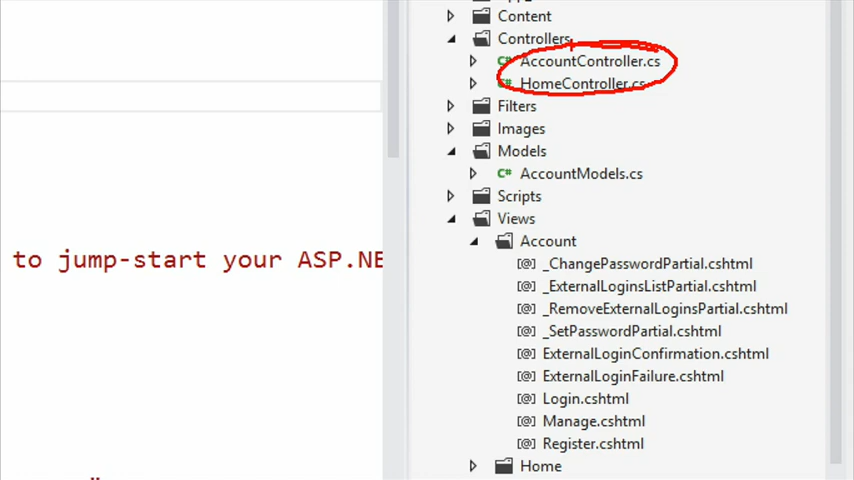 Content
Controllers
C# AccountController.cs
C# HomeController.cs
Filters
Images
Models
C# AccountModels.cs
Scripts
Views
Account
to jump-start your ASP.NE
[@] _ChangePasswordPartial.cshtml
[@] _ExternalLoginsListPartial.cshtml
[@] _RemoveExternalLoginsPartial.cshtml
[@] _SetPasswordPartial.cshtml
[@] ExternalLoginConfirmation.cshtml
[@] ExternalLoginFailure.cshtml
[@] Login.cshtml
[@] Manage.cshtml
[@] Register.cshtml
Home